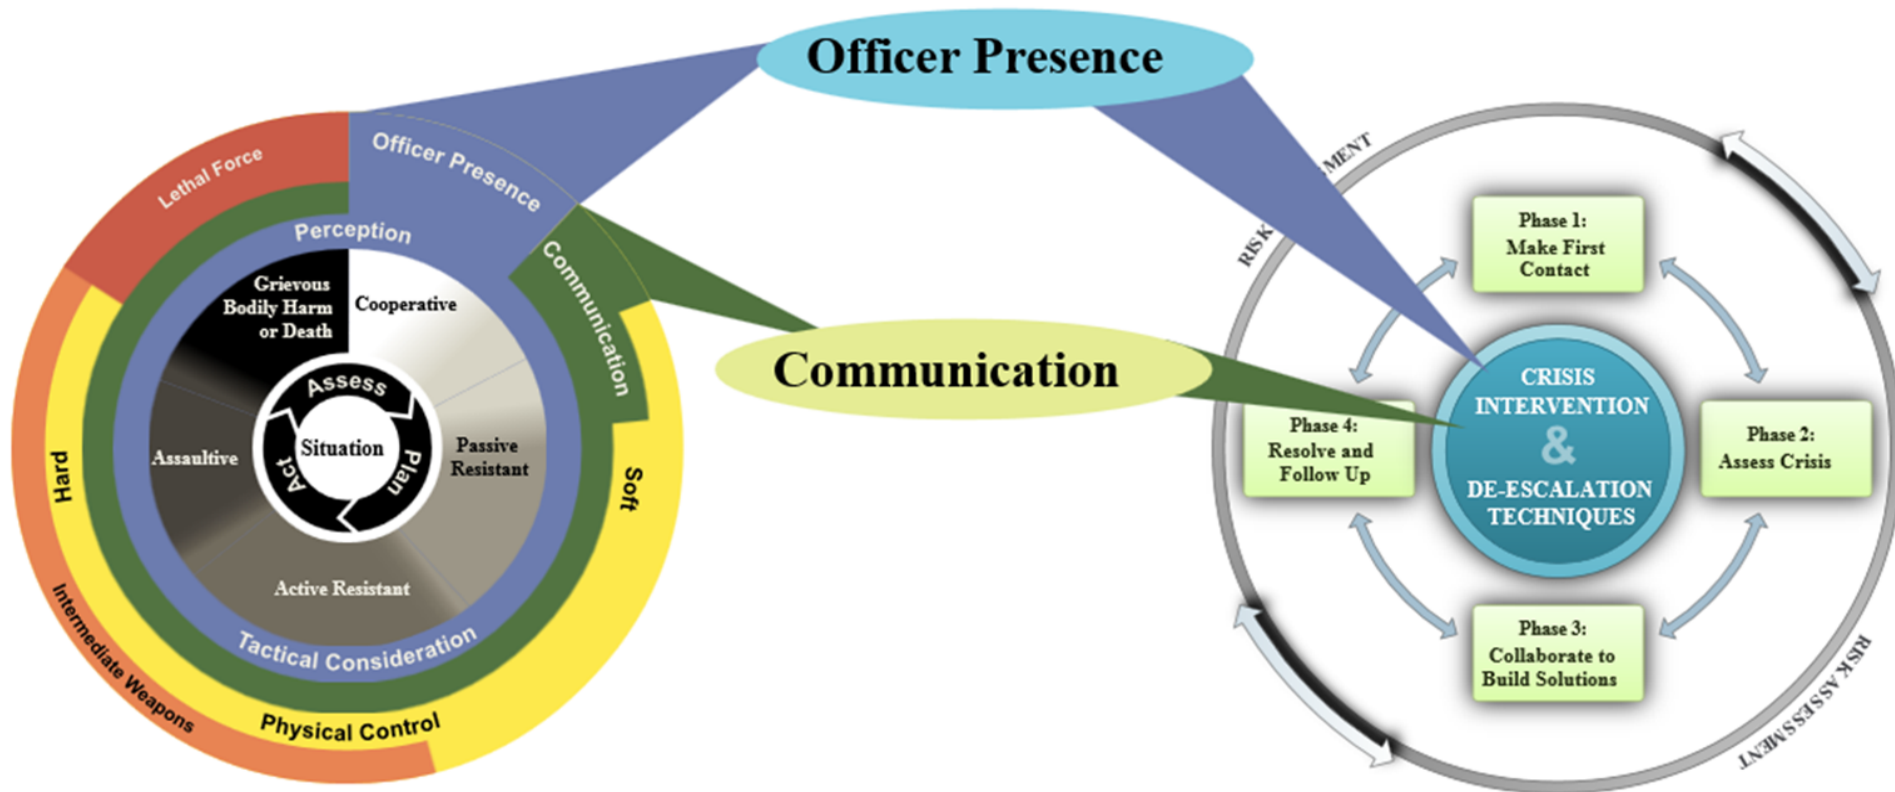 Officer Presence
Communication
Lethal Force
Officer Presence
Perception
Communication
Grievous
Bodily Harm
or Death
Cooperative
Assess
Situation
Plan
Act
Assaultive
Passive
Resistant
Active Resistant
Hard
Soft
Tactical Consideration
Physical Control
Intermediate Weapons
RISK
MENT
Phase 1:
Make First
Contact
CRISIS
INTERVENTION
&
DE-ESCALATION
TECHNIQUES
Phase 4:
Resolve and
Follow Up
Phase 2:
Assess Crisis
Phase 3:
Collaborate to
Build Solutions
RISK ASSESSMENT